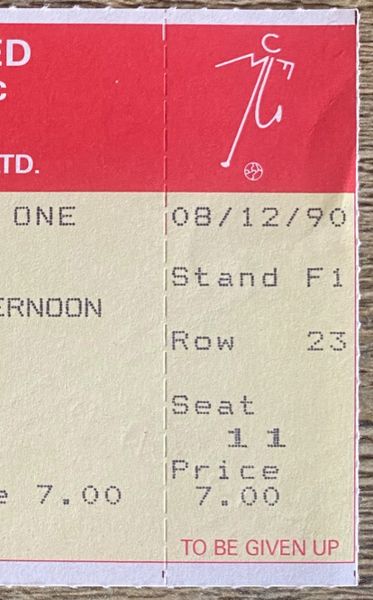 ED
C
LTD.
ONE 08/12/90
Stand F1
ERNOON
Row 23
Seat
11
Price
e 7.00 7.00
TO BE GIVEN UP